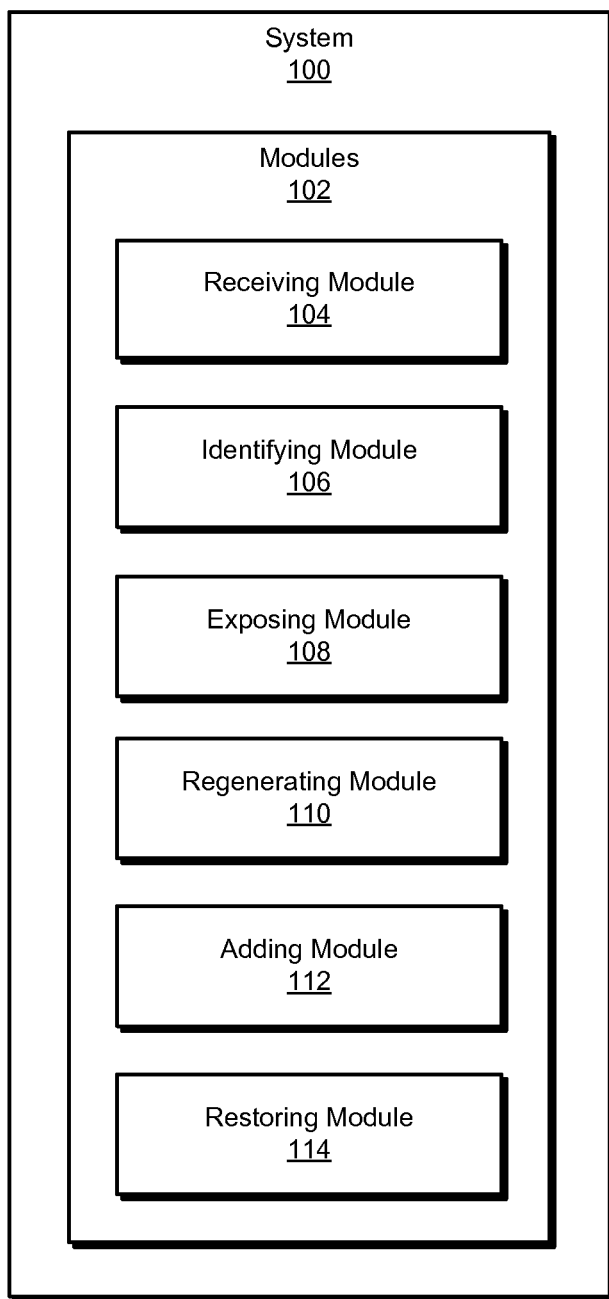 System
100
Modules
102
Receiving Module
104
Identifying Module
106
Exposing Module
108
Regenerating Module
110
Adding Module
112
Restoring Module
114